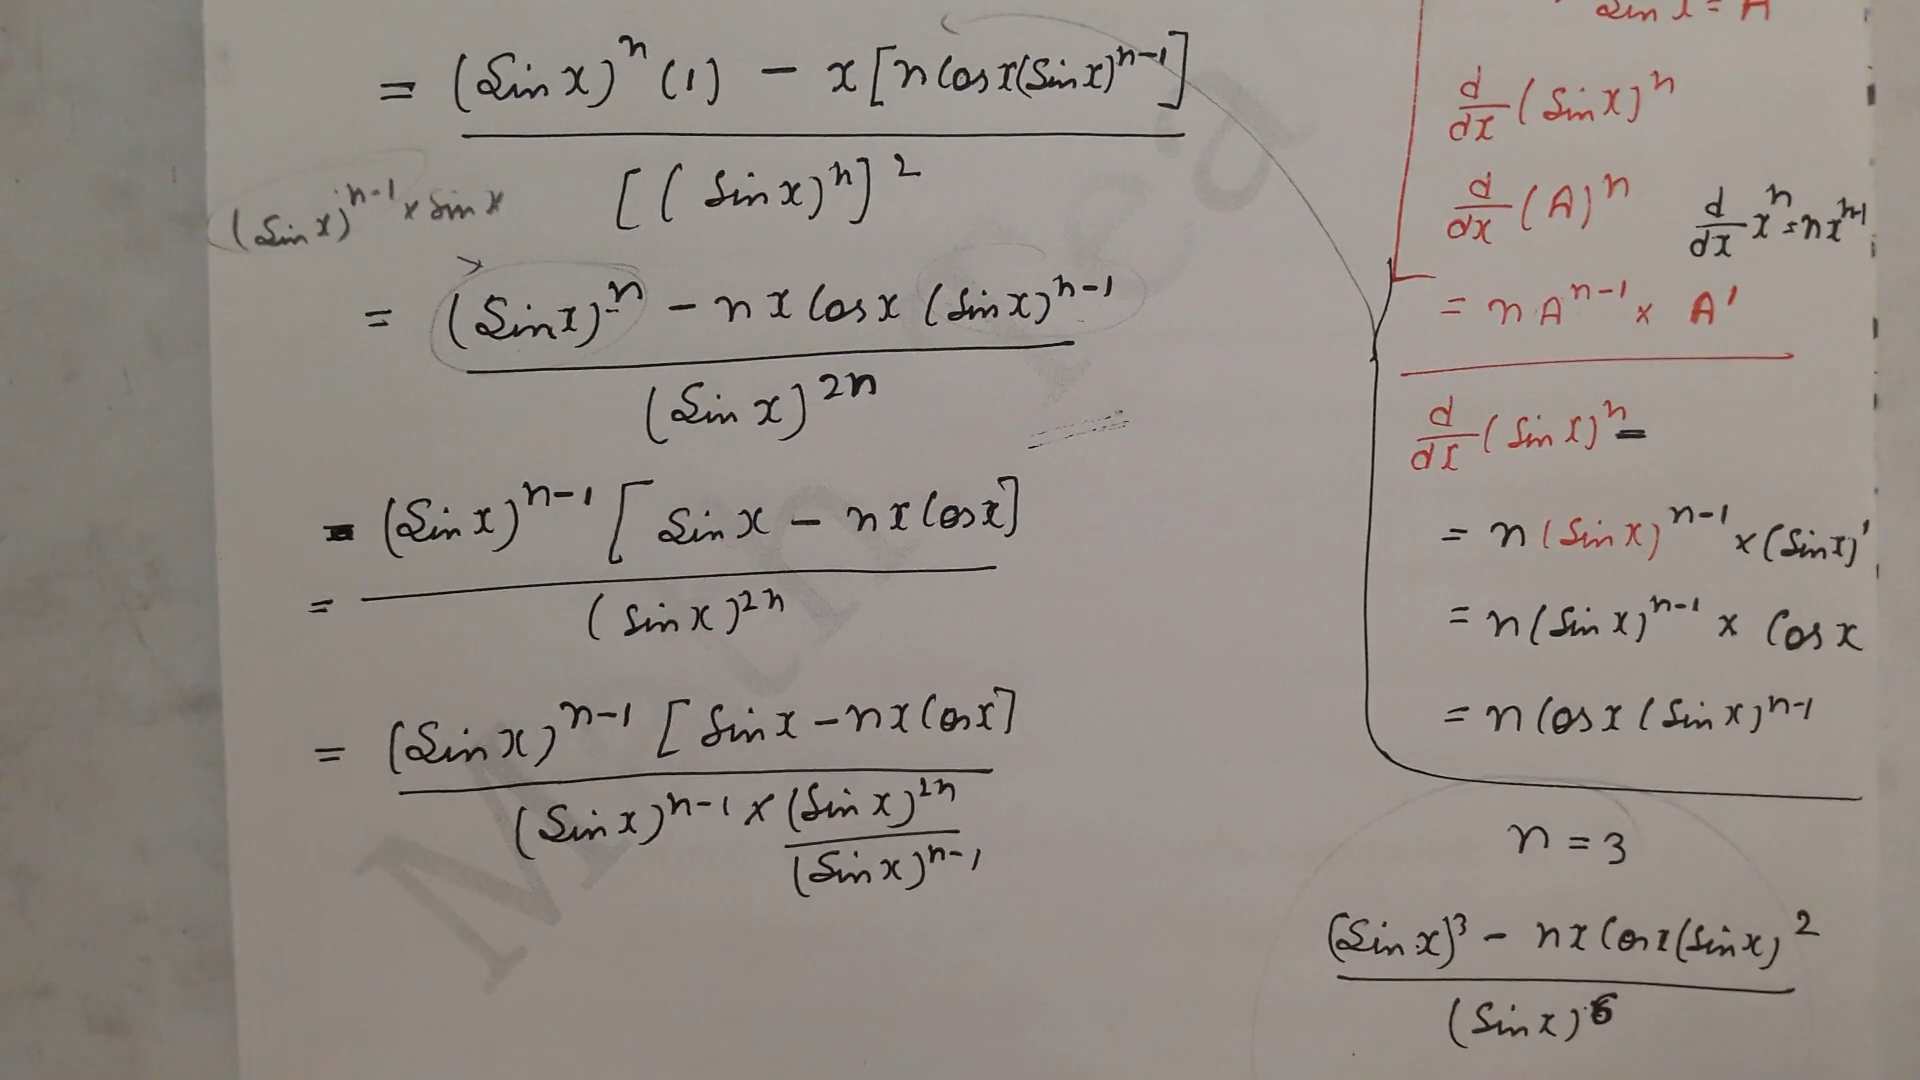 = (Sin x)^n (1) - x [n Cos x (Sin x)^{n-1}]
[(Sin x)^n]^2
(Sin x)^{n-1} x Sin x
= (Sin x)^n - n x Cos x (Sin x)^{n-1}
(Sin x)^{2n}
= (Sin x)^{n-1} [Sin x - n x Cos x]
=
(Sin x)^{2n}
= (Sin x)^{n-1} [Sin x - n x Cos x]
(Sin x)^{n-1} x (Sin x)^{2n}
(Sin x)^{n-1}
Sin x = A
d/dx (Sin x)^n
d/dx (A)^n
d/dx x^n = n x^{n-1}
= n A^{n-1} x A'
d/dx (Sin x)^n =
= n (Sin x)^{n-1} x (Sin x)'
= n (Sin x)^{n-1} x Cos x
= n Cos x (Sin x)^{n-1}
n = 3
(Sin x)^3 - n x Cos x (Sin x)^2
(Sin x)^6
Math